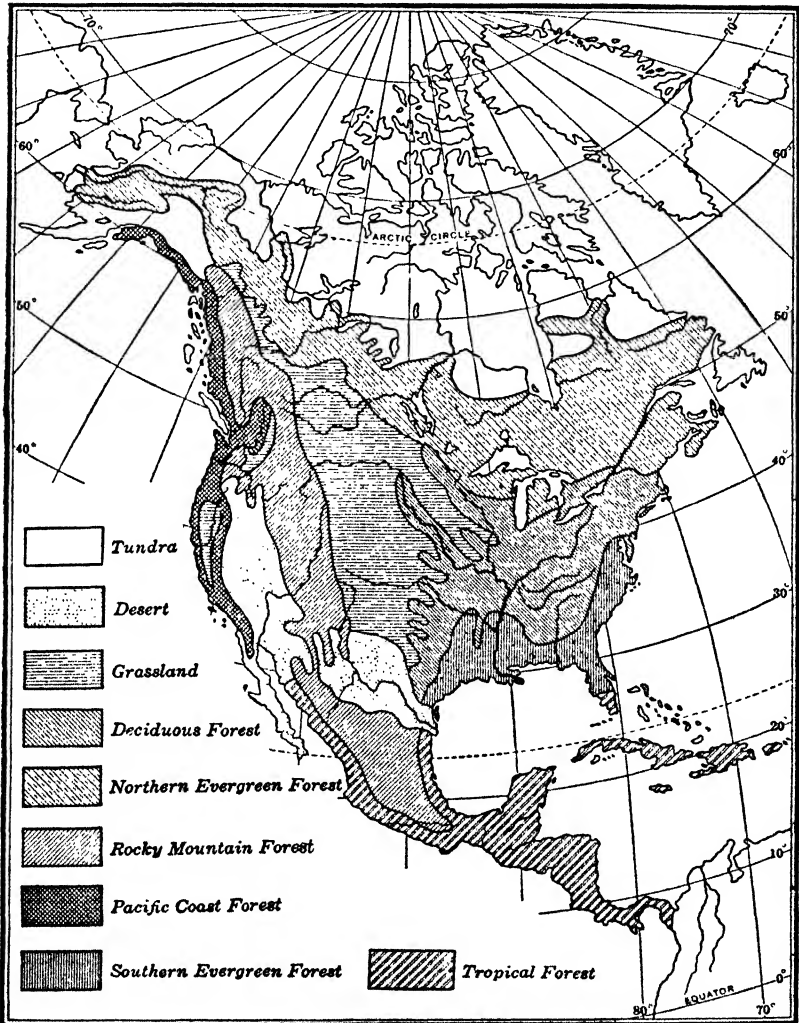 70°
70°
60°
60°
ARCTIC CIRCLE
50°
50°
40°
40°
Tundra
Desert
30°
Grassland
Deciduous Forest
20°
Northern Evergreen Forest
Rocky Mountain Forest
10°
Pacific Coast Forest
Southern Evergreen Forest
Tropical Forest
0°
EQUATOR
80°
70°